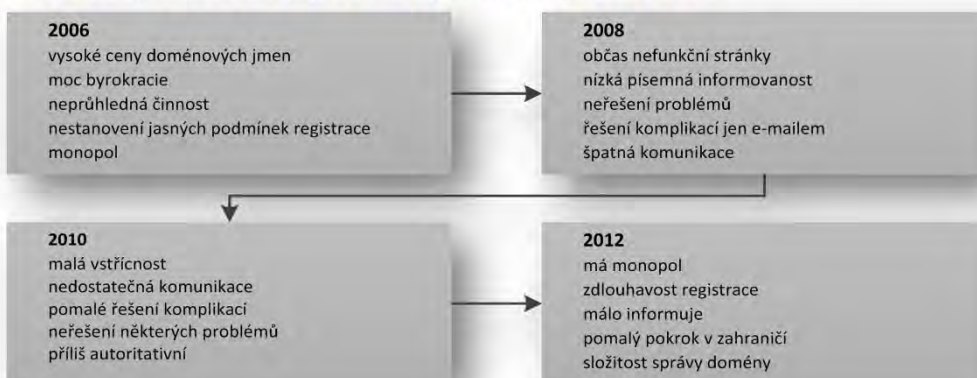 2006
vysoké ceny doménových jmen
moc byrokracie
neprůhledná činnost
nestanovení jasných podmínek registrace
monopol
2008
občas nefunkční stránky
nízká písemná informovanost
neřešení problémů
řešení komplikací jen e-mailem
špatná komunikace
2010
malá vstřícnost
nedostatečná komunikace
pomalé řešení komplikací
neřešení některých problémů
příliš autoritativní
2012
má monopol
zdlouhavost registrace
málo informuje
pomalý pokrok v zahraničí
složitost správy domény